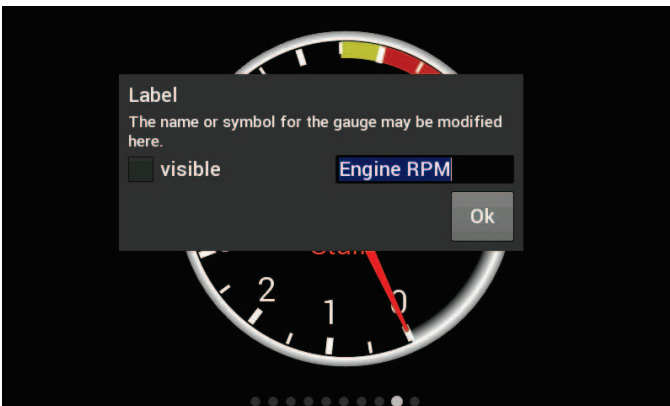 Label
The name or symbol for the gauge may be modified
here.
visible
Engine RPM
Ok
2
1
0